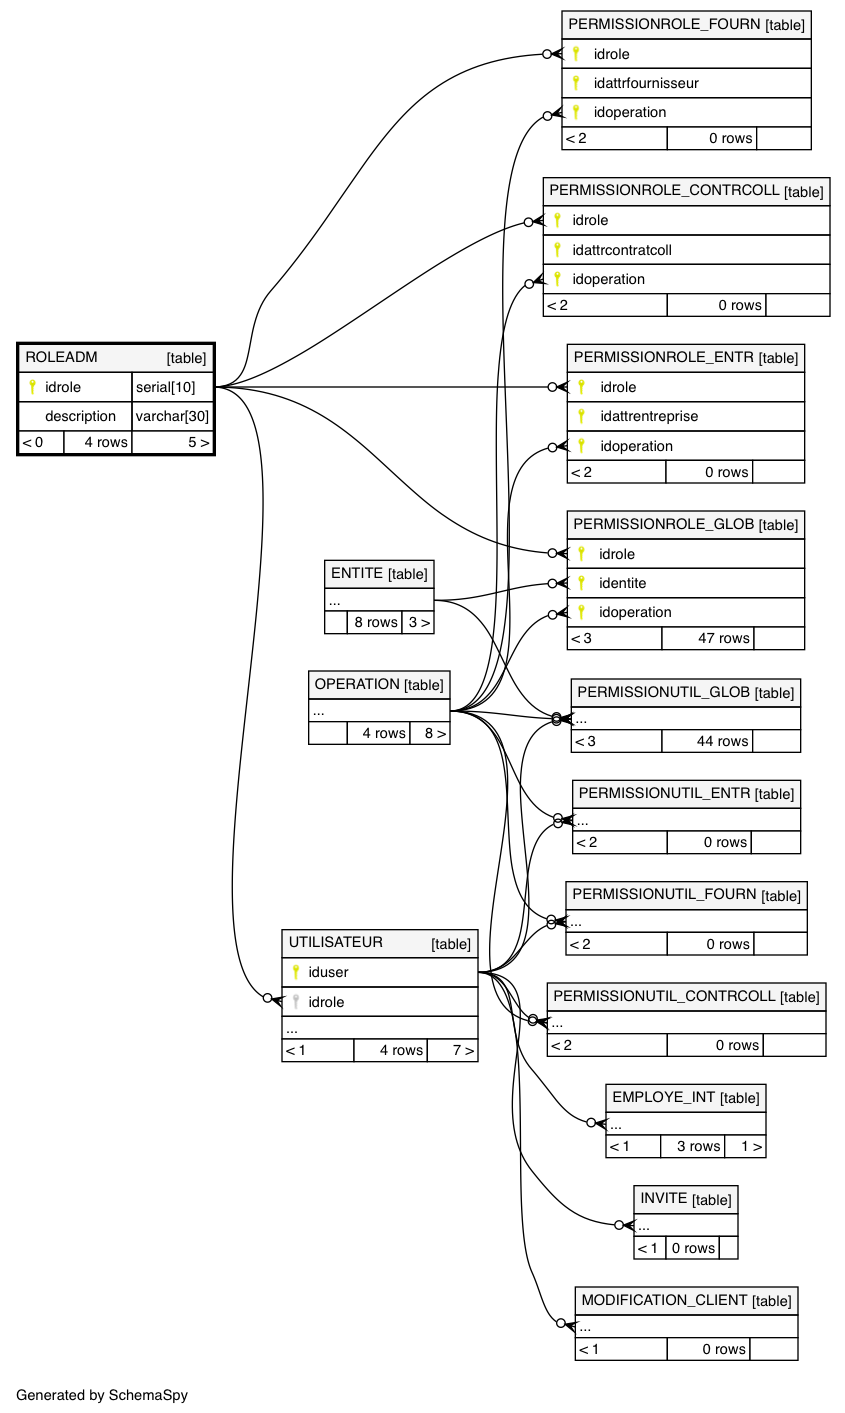 PERMISSIONROLE_FOURN [table]
idrole
idattrfournisseur
idoperation
< 2 0 rows
PERMISSIONROLE_CONTRCOLL [table]
idrole
idattrcontratcoll
idoperation
< 2 0 rows
ROLEADM [table]
idrole serial[10]
description varchar[30]
< 0 4 rows 5 >
PERMISSIONROLE_ENTR [table]
idrole
idattrentreprise
idoperation
< 2 0 rows
PERMISSIONROLE_GLOB [table]
idrole
identite
idoperation
< 3 47 rows
ENTITE [table]
...
8 rows 3 >
OPERATION [table]
...
4 rows 8 >
PERMISSIONUTIL_GLOB [table]
...
< 3 44 rows
PERMISSIONUTIL_ENTR [table]
...
< 2 0 rows
PERMISSIONUTIL_FOURN [table]
...
< 2 0 rows
UTILISATEUR [table]
iduser
idrole
...
< 1 4 rows 7 >
PERMISSIONUTIL_CONTRCOLL [table]
...
< 2 0 rows
EMPLOYE_INT [table]
...
< 1 3 rows 1 >
INVITE [table]
...
< 1 0 rows
MODIFICATION_CLIENT [table]
...
< 1 0 rows
Generated by SchemaSpy